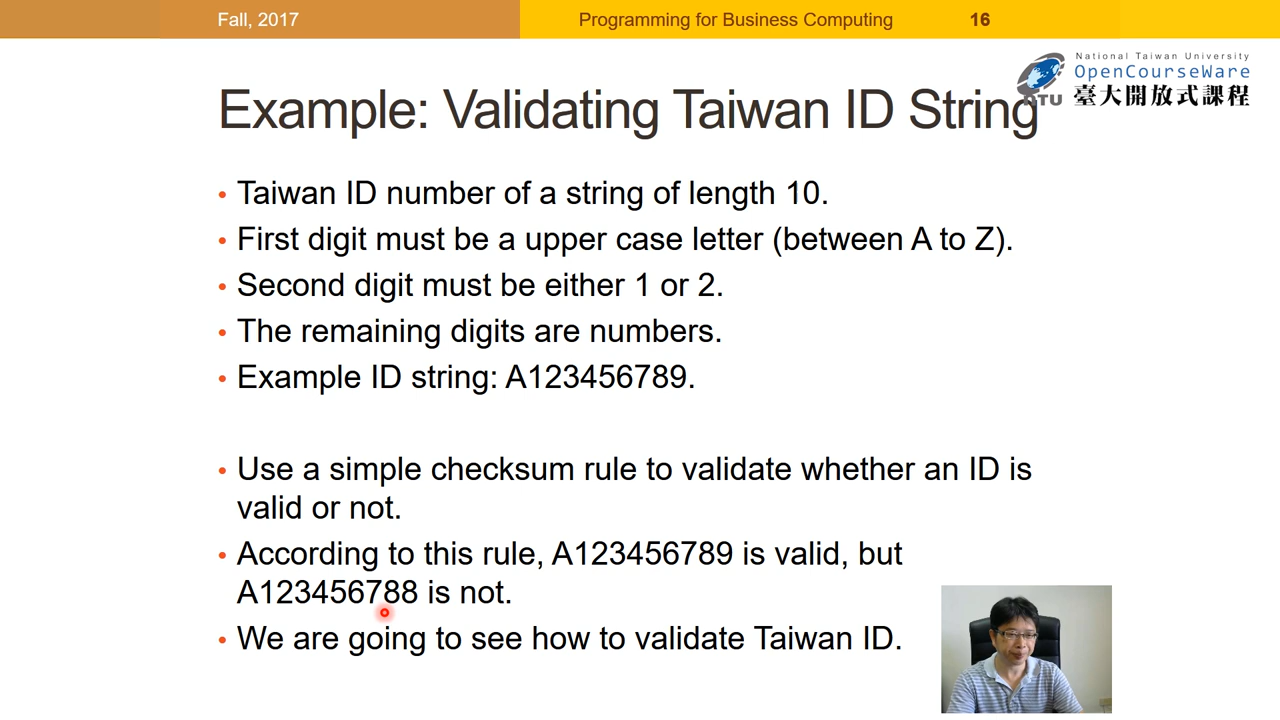 Fall, 2017
Programming for Business Computing
16
National Taiwan University
OpenCourseWare
NTU 臺大開放式課程
Example: Validating Taiwan ID String
• Taiwan ID number of a string of length 10.
• First digit must be a upper case letter (between A to Z).
• Second digit must be either 1 or 2.
• The remaining digits are numbers.
• Example ID string: A123456789.
• Use a simple checksum rule to validate whether an ID is
valid or not.
• According to this rule, A123456789 is valid, but
A123456788 is not.
• We are going to see how to validate Taiwan ID.